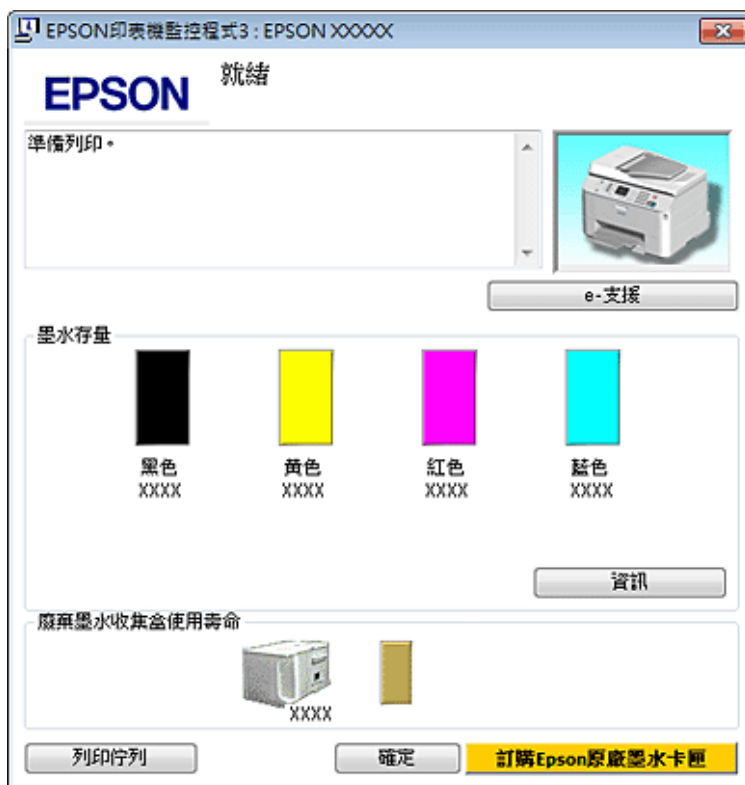 EPSON印表機監控程式3 : EPSON XXXXX
EPSON
就緒
準備列印。
e-支援
墨水存量
黑色
XXXX
黃色
XXXX
紅色
XXXX
藍色
XXXX
資訊
廢棄墨水收集盒使用壽命
XXXX
列印佇列
確定
訂購Epson原廠墨水卡匣